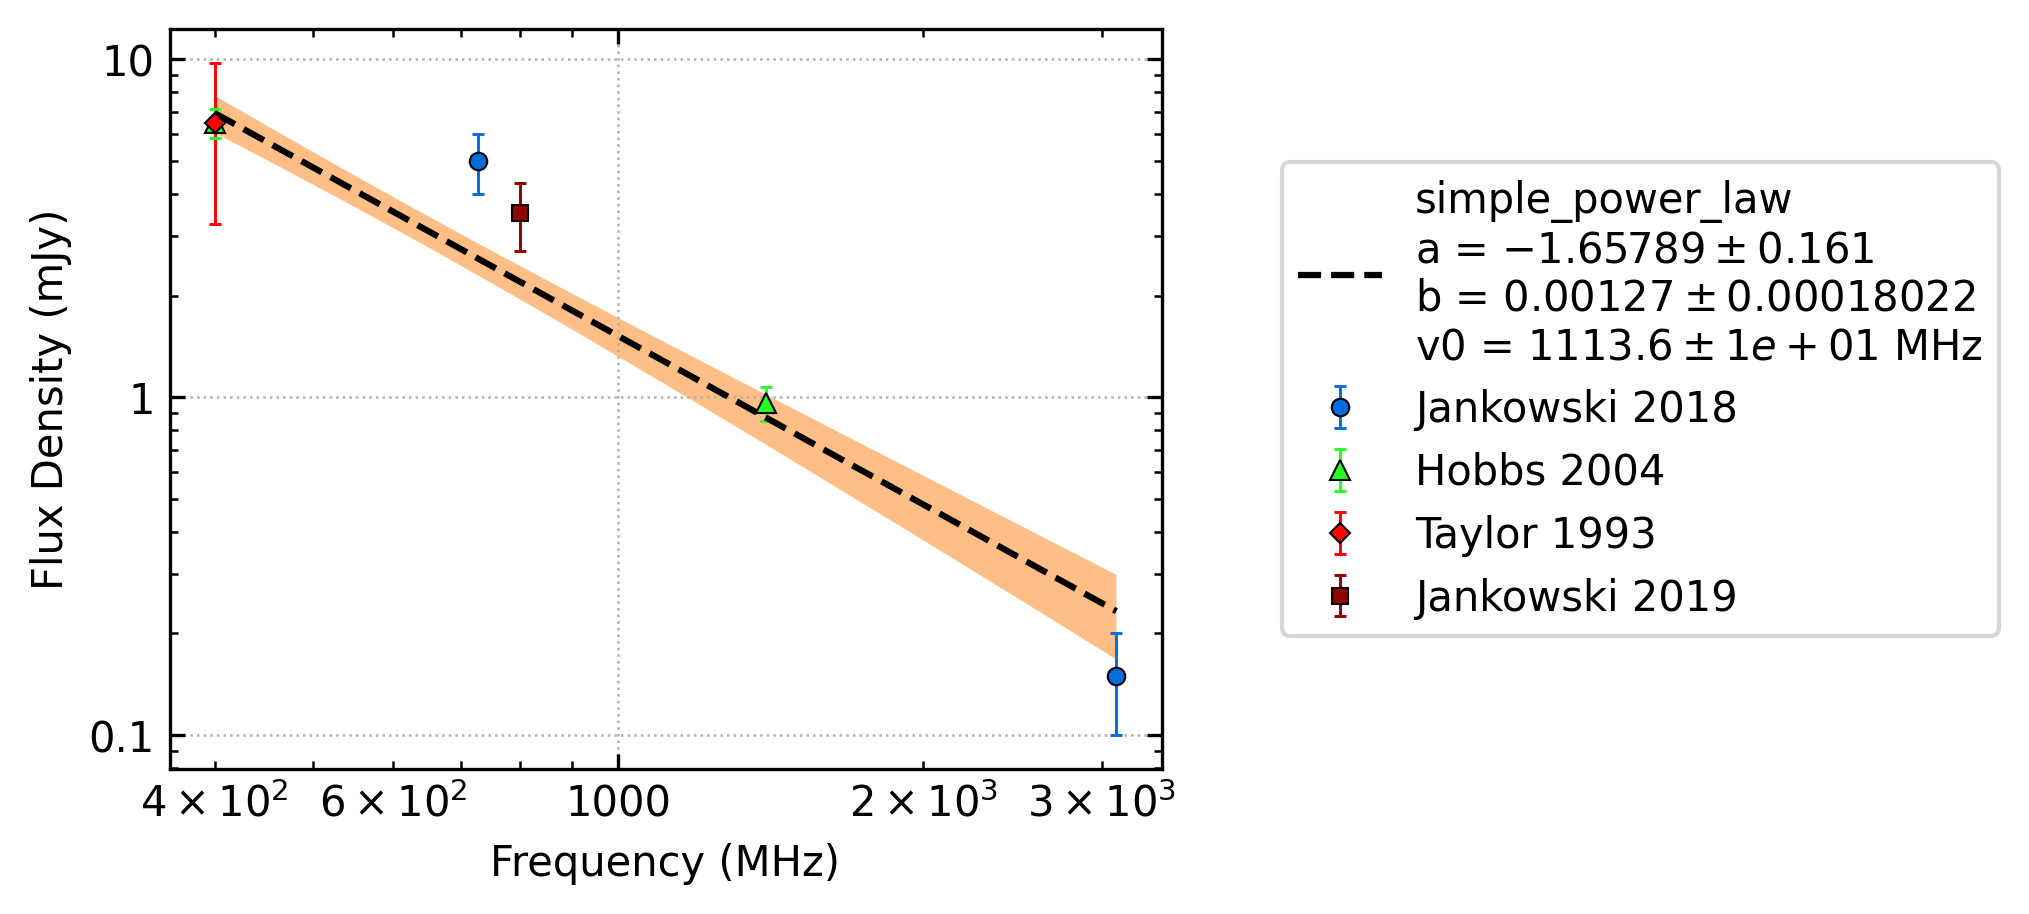 10
1
0.1
Flux Density (mJy)
4 × 10² 6 × 10² 1000 2 × 10³ 3 × 10³
Frequency (MHz)
simple_power_law
a = −1.65789 ± 0.161
b = 0.00127 ± 0.00018022
v0 = 1113.6 ± 1e + 01 MHz
Jankowski 2018
Hobbs 2004
Taylor 1993
Jankowski 2019